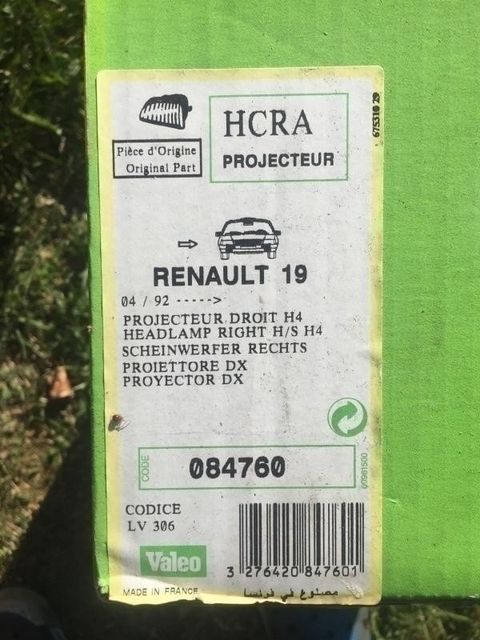 HCRA
PROJECTEUR
Pièce d'Origine
Original Part
675310 29
RENAULT 19
04 / 92 ----->
PROJECTEUR DROIT H4
HEADLAMP RIGHT H/S H4
SCHEINWERFER RECHTS
PROIETTORE DX
PROYECTOR DX
CODE
084760
CODICE
LV 306
Valeo
3 276420 847601
MADE IN FRANCE
مصنوع في فرنسا